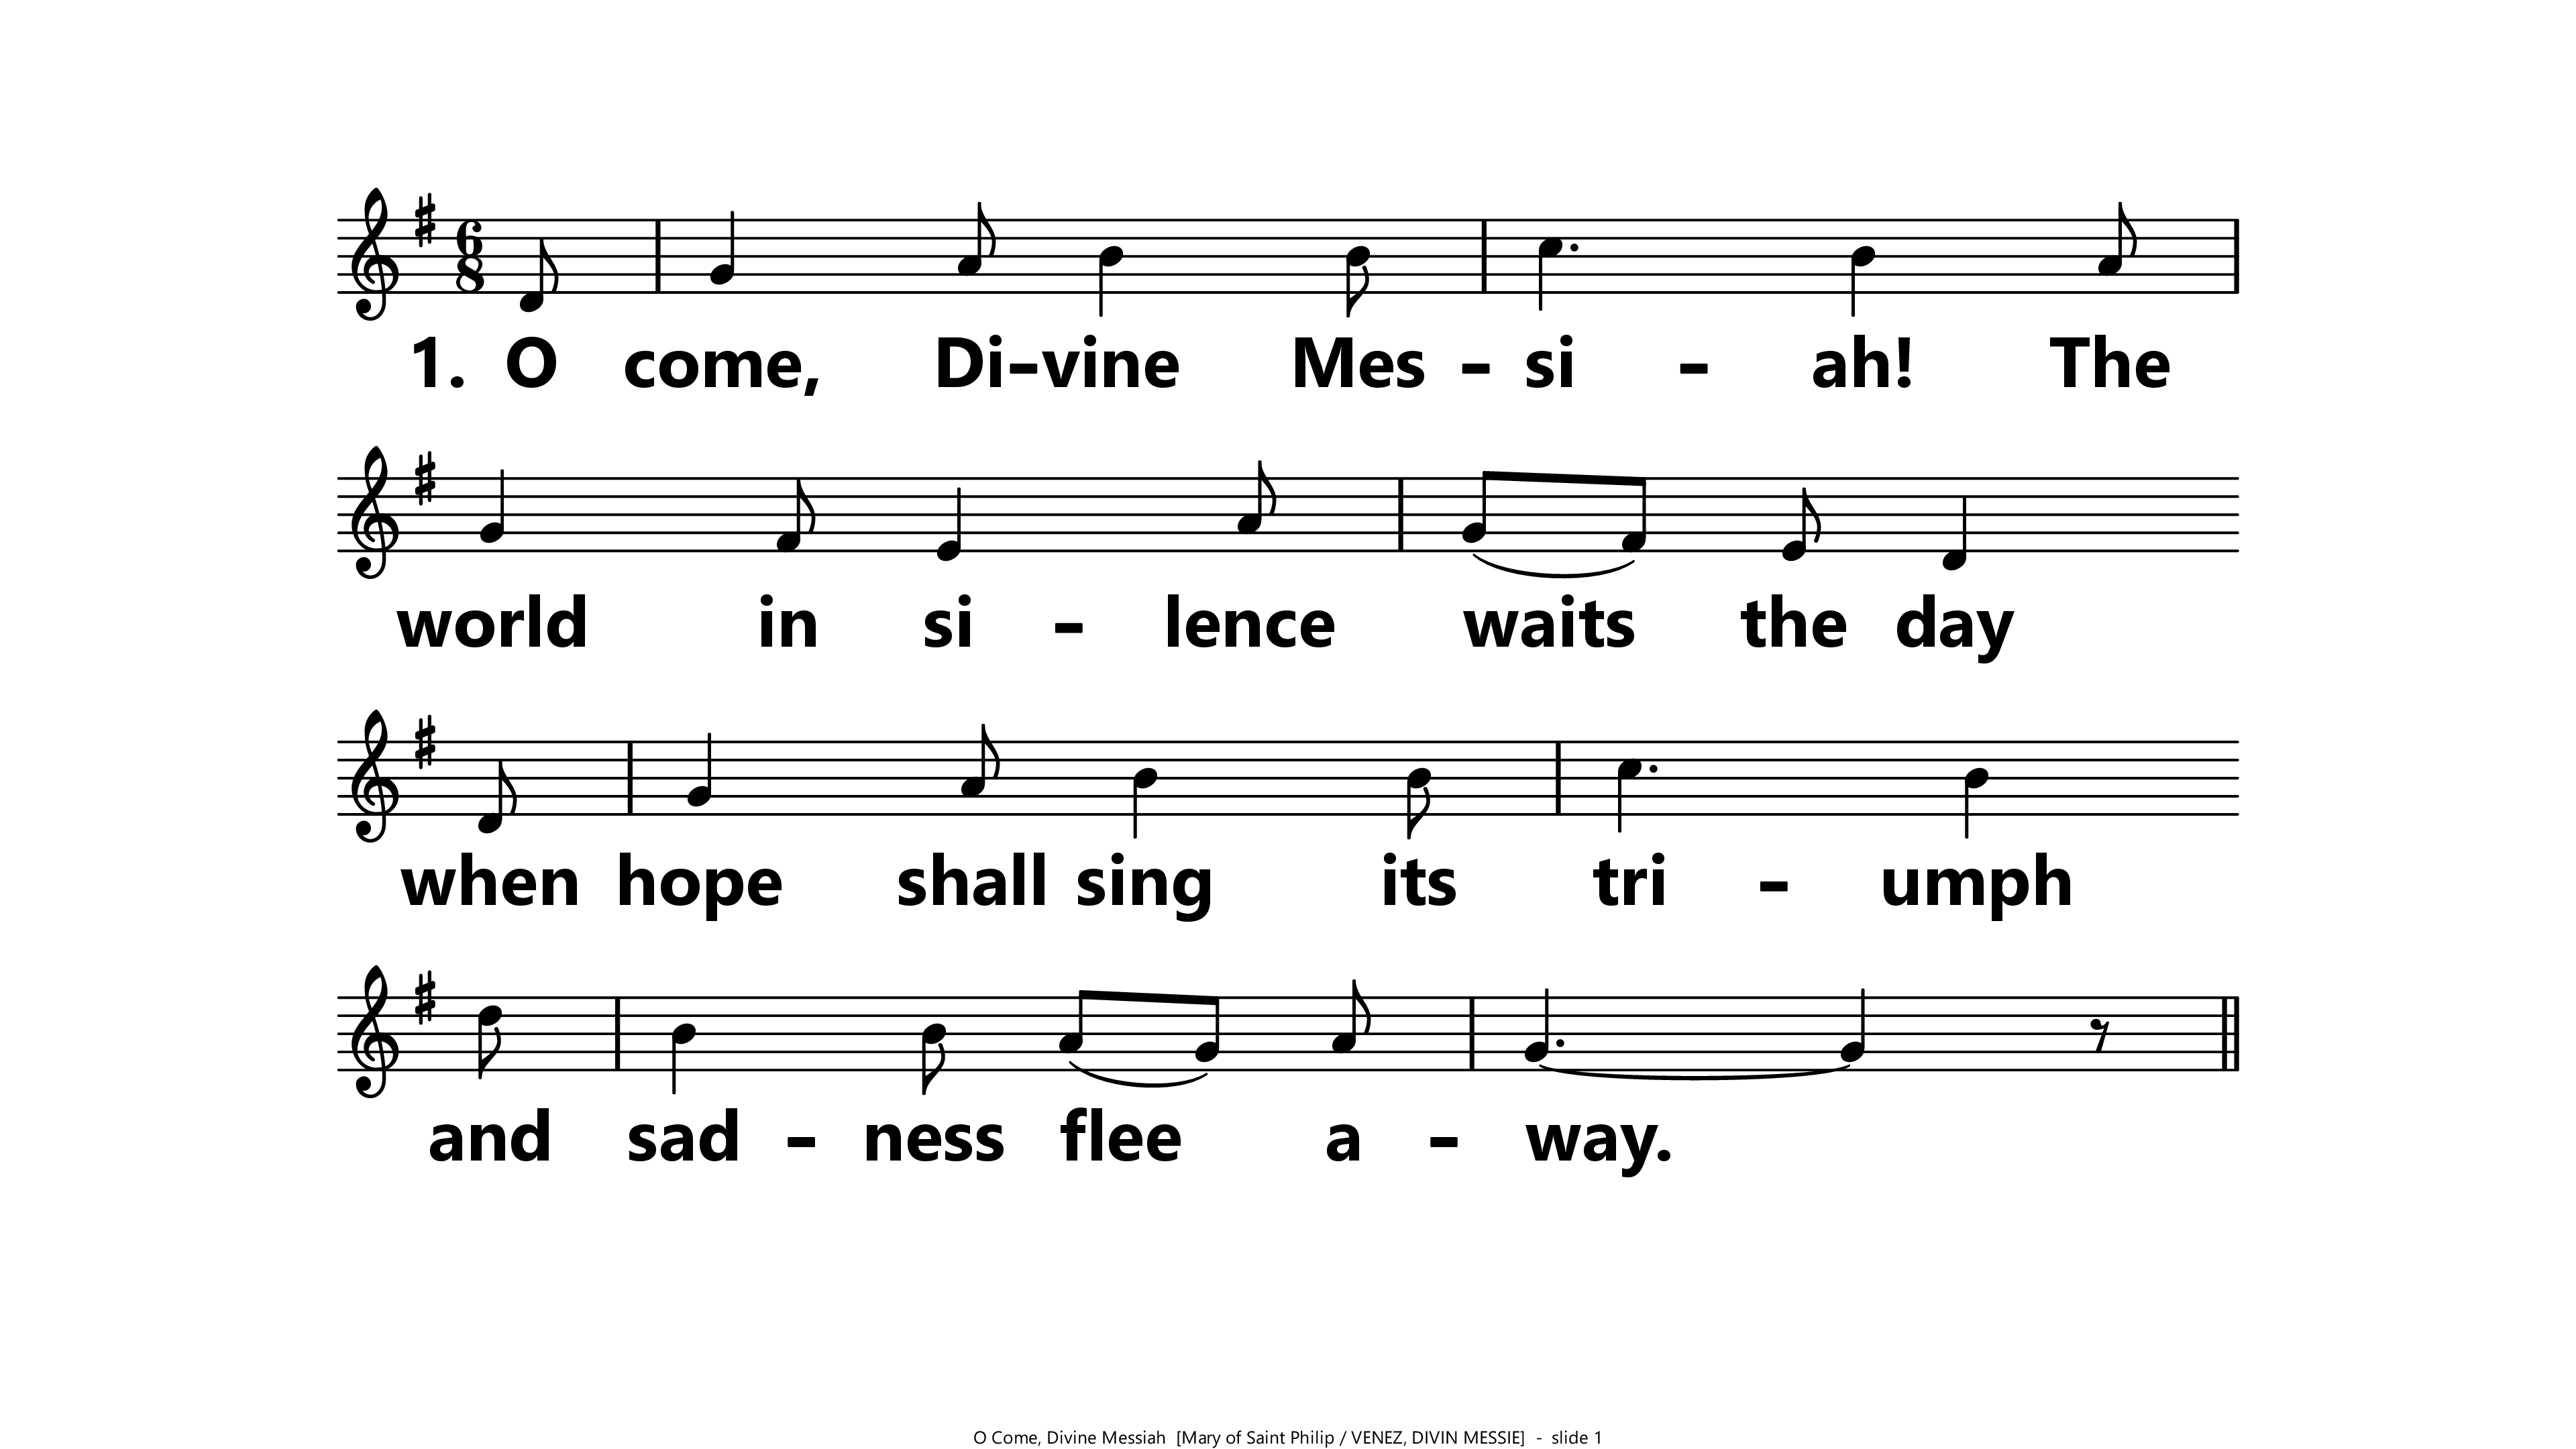 1. O come, Di-vine Mes - si - ah! The
world in si - lence waits the day
when hope shall sing its tri - umph
and sad - ness flee a - way.
O Come, Divine Messiah [Mary of Saint Philip / VENEZ, DIVIN MESSIE] - slide 1